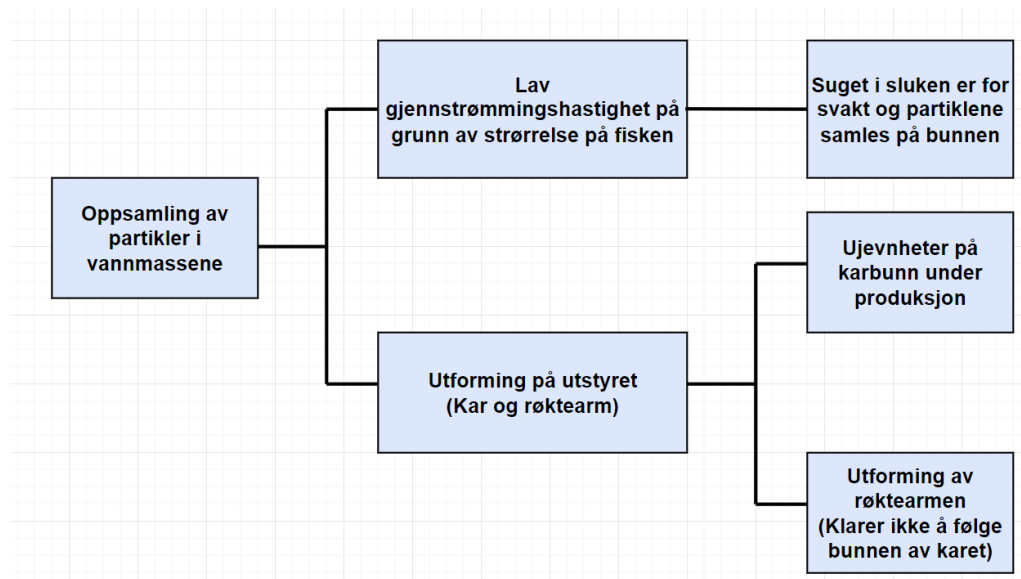 Oppsamling av
partikler i
vannmassene
Lav
gjennstrømmingshastighet på
grunn av strørrelse på fisken
Suget i sluken er for
svakt og partiklene
samles på bunnen
Utforming på utstyret
(Kar og røktearm)
Ujevnheter på
karbunn under
produksjon
Utforming av
røktearmen
(Klarer ikke å følge
bunnen av karet)